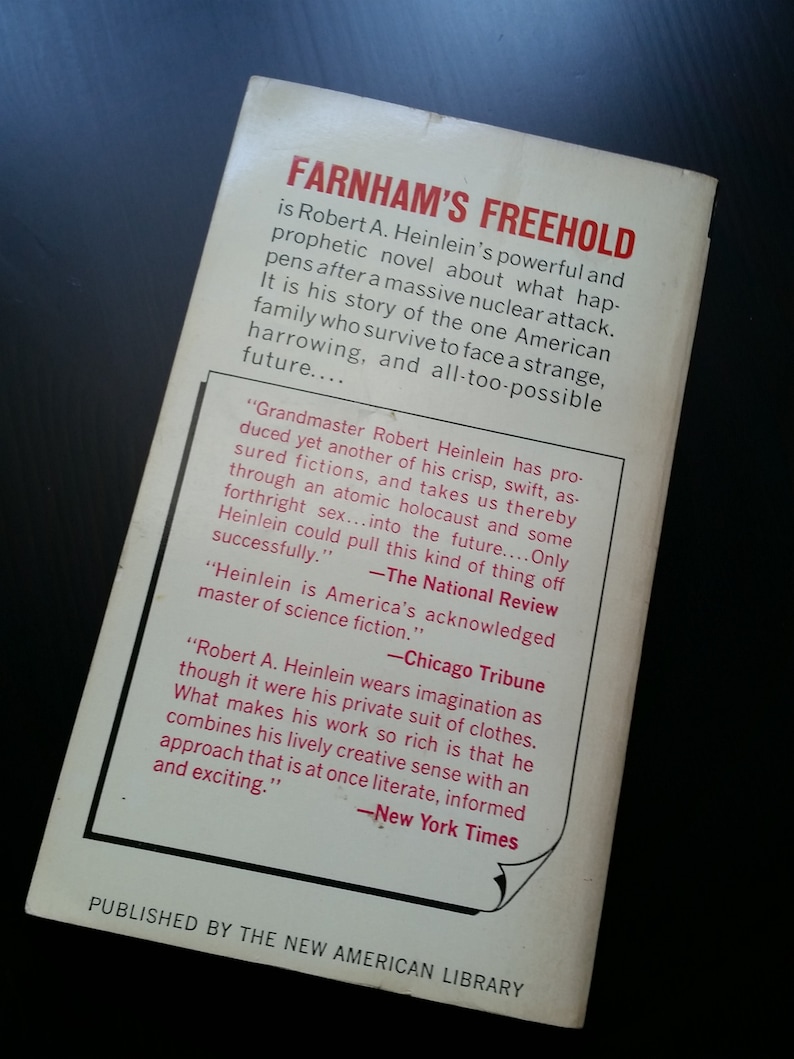 FARNHAM'S FREEHOLD
is Robert A. Heinlein's powerful and
prophetic novel about what hap-
pens after a massive nuclear attack.
It is his story of the one American
family who survive to face a strange,
harrowing, and all-too-possible
future....
"Grandmaster Robert Heinlein has pro-
duced yet another of his crisp, swift, as-
sured fictions, and takes us thereby
through an atomic holocaust and some
forthright sex...into the future....Only
Heinlein could pull this kind of thing off
successfully."
—The National Review
"Heinlein is America's acknowledged
master of science fiction."
—Chicago Tribune
"Robert A. Heinlein wears imagination as
though it were his private suit of clothes.
What makes his work so rich is that he
combines his lively creative sense with an
approach that is at once literate, informed
and exciting."
—New York Times
PUBLISHED BY THE NEW AMERICAN LIBRARY